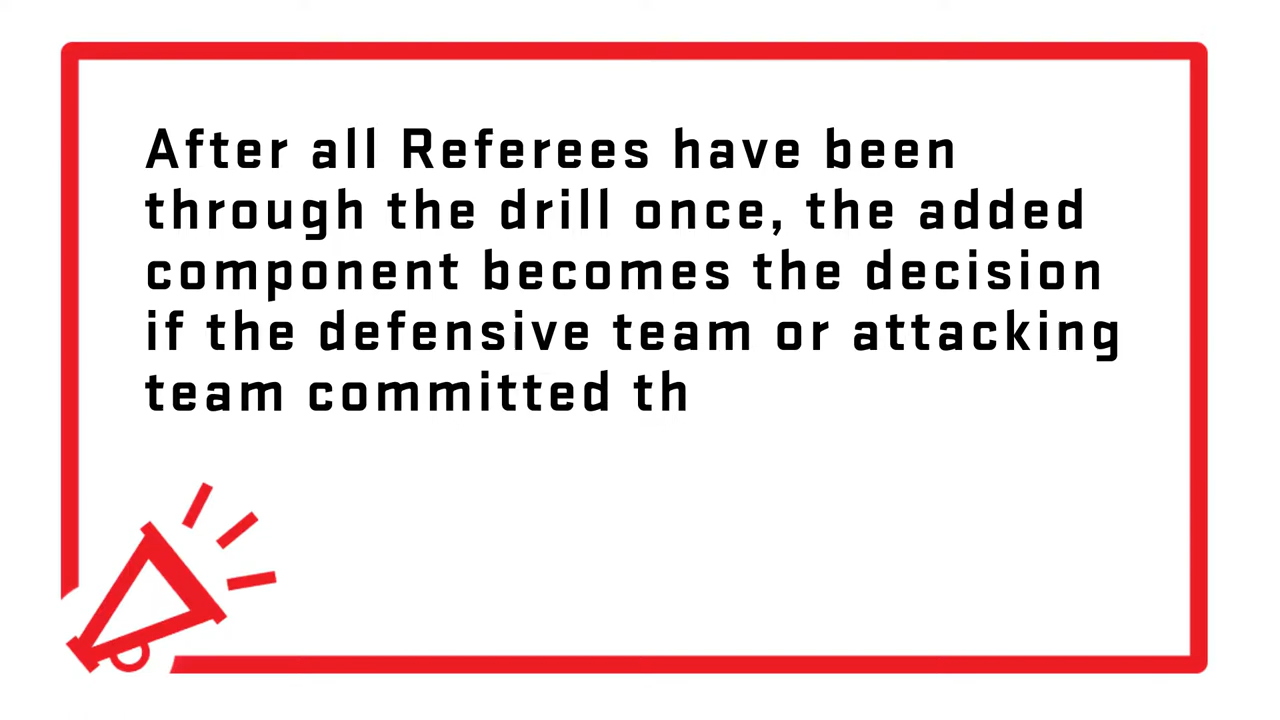 After all Referees have been
through the drill once, the added
component becomes the decision
if the defensive team or attacking
team committed th